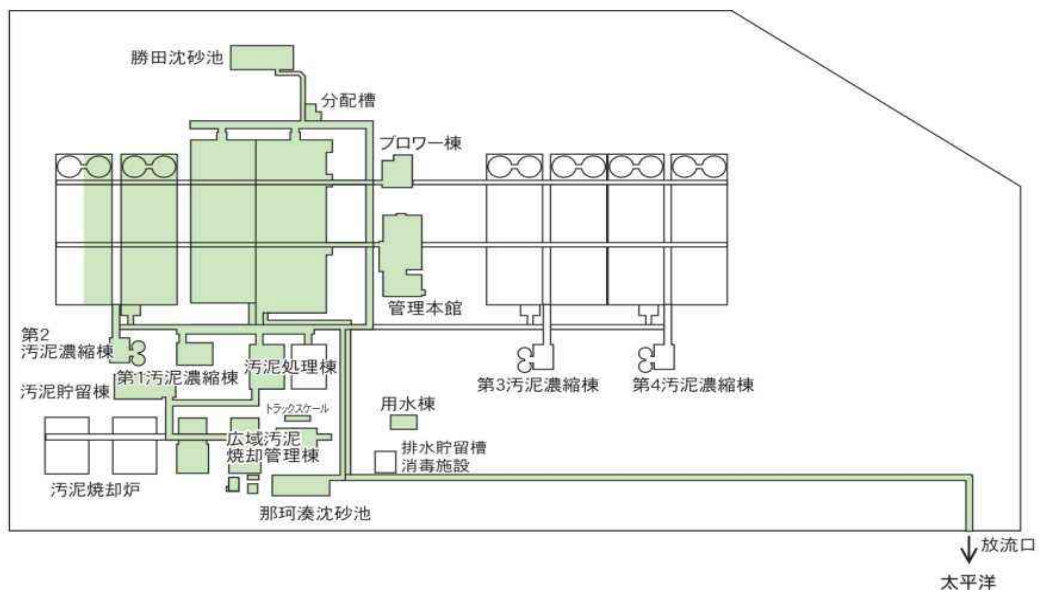 勝田沈砂池
分配槽
ブロワー棟
管理本館
第2
汚泥濃縮棟
第1汚泥濃縮棟
汚泥処理棟
第3汚泥濃縮棟
第4汚泥濃縮棟
汚泥貯留棟
トラックスケール
用水棟
広域汚泥
焼却管理棟
排水貯留槽
消毒施設
汚泥焼却炉
那珂湊沈砂池
放流口
太平洋